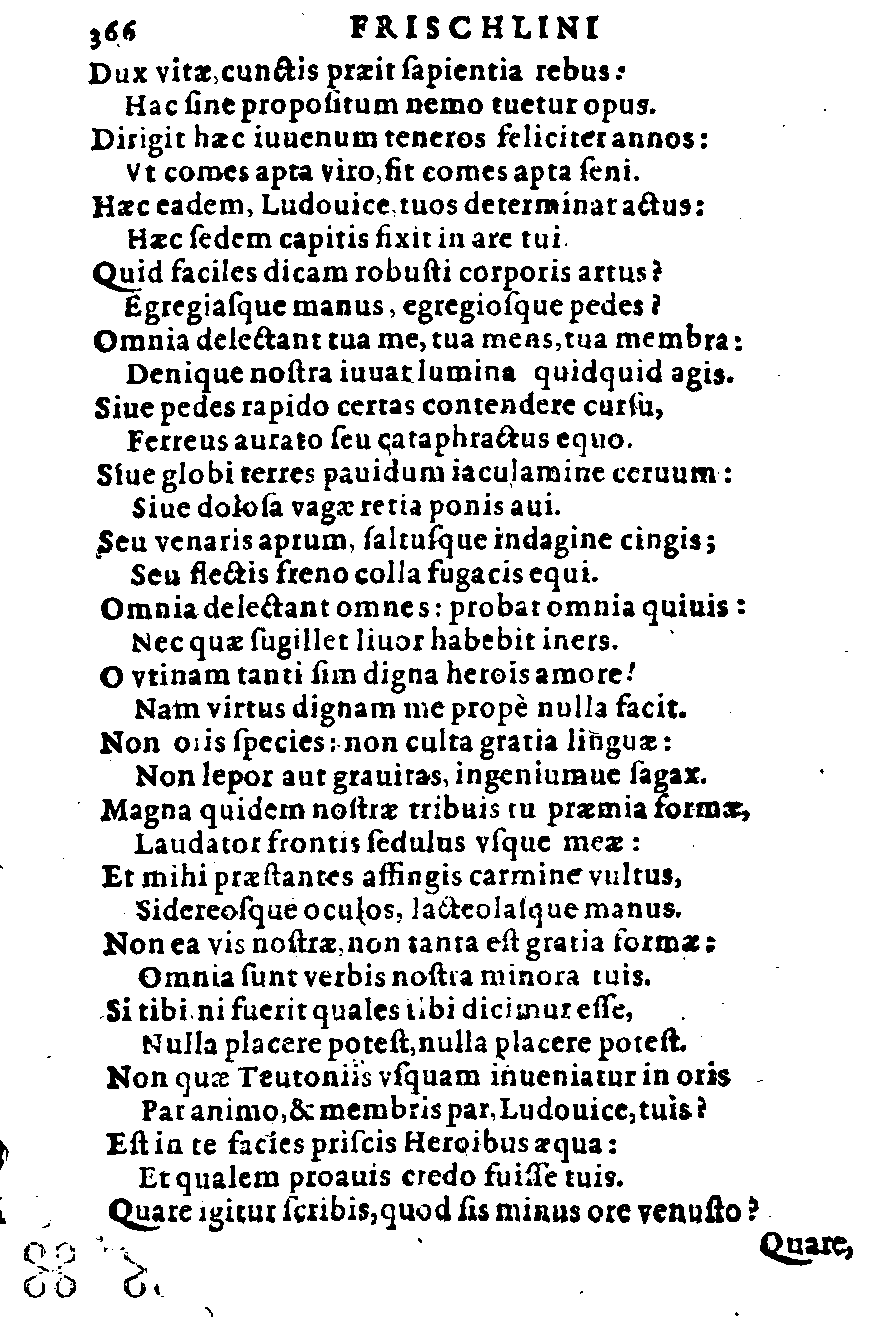 366 FRISCHLINI
Dux vitæ, cunctis præit ſapientia rebus:
Hac ſine propoſitum nemo tuetur opus.
Dirigit hæc iuuenum teneros feliciter annos:
Vt comes apta viro, fit comes apta ſeni.
Hæc eadem, Ludouice, tuos determinat actus:
Hæc ſedem capitis fixit in arce tui.
Quid faciles dicam robuſti corporis artus?
Egregiaſque manus, egregioſque pedes?
Omnia delectant tua me, tua mens, tua membra:
Denique noſtra iuuat lumina quidquid agis.
Siue pedes rapido certas contendere curſu,
Ferreus aurato ſeu cataphractus equo.
Siue globi terres pauidum iaculamine ceruum:
Siue doloſa vagæ retia ponis aui.
Seu venaris aprum, ſaltuſque indagine cingis;
Seu flectis freno colla fugacis equi.
Omnia delectant omnes: probat omnia quiuis:
Nec quæ ſugillet liuor habebit iners.
O vtinam tanti ſim digna herois amore!
Nam virtus dignam me propè nulla facit.
Non oris ſpecies: non culta gratia linguæ:
Non lepor aut grauitas, ingeniumue ſagax.
Magna quidem noſtræ tribuis tu præmia formæ,
Laudator frontis ſedulus vſque meæ:
Et mihi præſtantes affingis carmine vultus,
Sidereoſque oculos, lacteolaſque manus.
Non ea vis noſtræ, non tanta eſt gratia formæ:
Omnia ſunt verbis noſtra minora tuis.
Si tibi ni fuerit quales tibi dicimur eſſe,
Nulla placere poteſt, nulla placere poteſt.
Non quæ Teutoniis vſquam inueniatur in oris
Par animo, & membris par, Ludouice, tuis?
Eſt in te facies priſcis Heroibus æqua:
Et qualem proauis credo fuiſſe tuis.
Quare igitur ſcribis, quod ſis minus ore venuſto?
Quare,